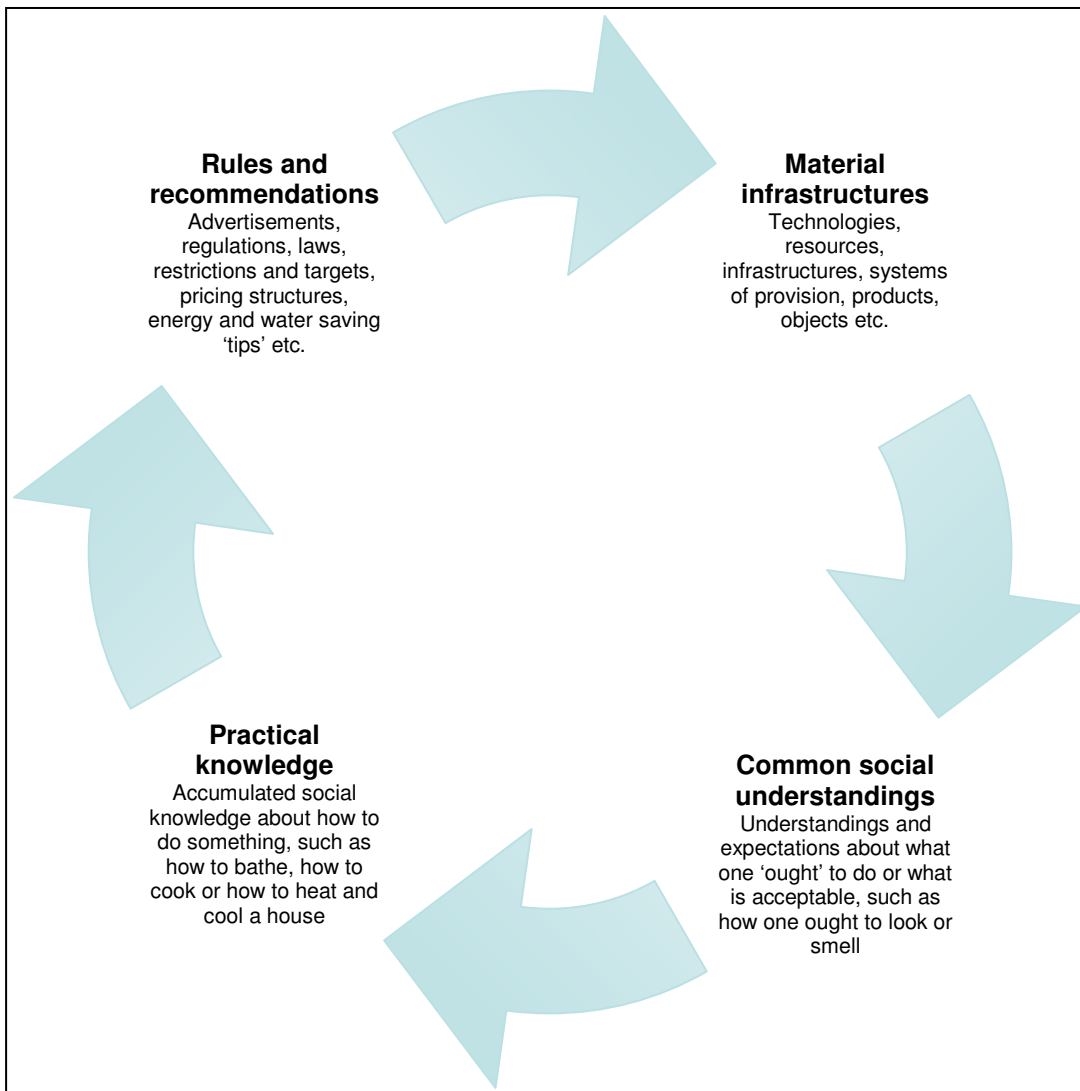 Rules and
recommendations
Advertisements,
regulations, laws,
restrictions and targets,
pricing structures,
energy and water saving
‘tips’ etc.
Material
infrastructures
Technologies,
resources,
infrastructures, systems
of provision, products,
objects etc.
Common social
understandings
Understandings and
expectations about what
one ‘ought’ to do or what
is acceptable, such as
how one ought to look or
smell
Practical
knowledge
Accumulated social
knowledge about how to
do something, such as
how to bathe, how to
cook or how to heat and
cool a house